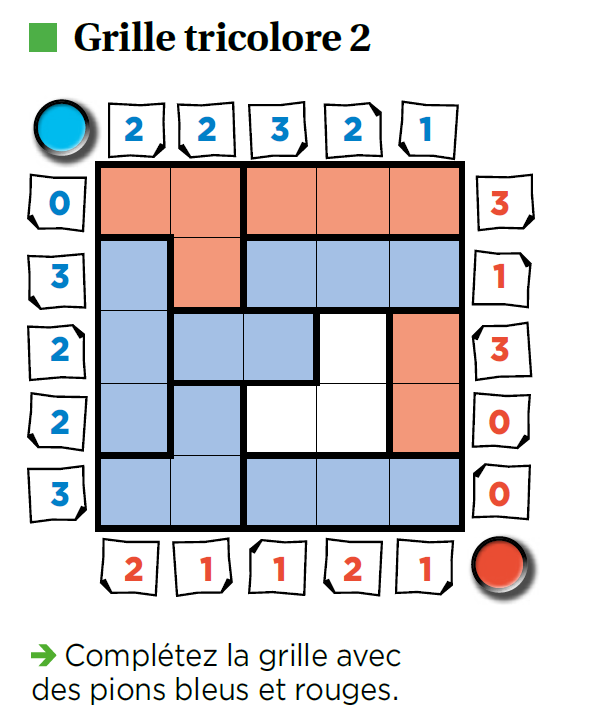 Grille tricolore 2
2 2 3 2 1
0 3
3 1
2 3
2 0
3 0
2 1 1 2 1
Complétez la grille avec
des pions bleus et rouges.